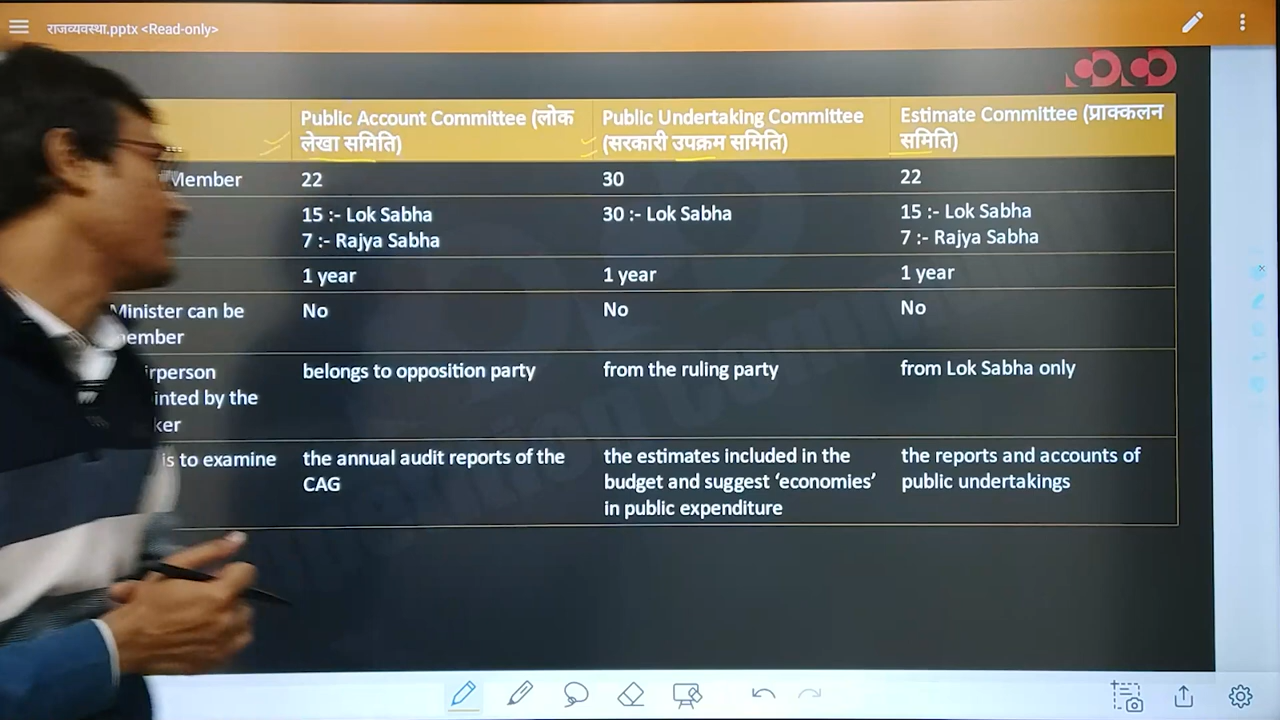 राजव्यवस्था.pptx <Read-only>
Public Account Committee (लोक
लेखा समिति)
Public Undertaking Committee
(सरकारी उपक्रम समिति)
Estimate Committee (प्राक्कलन
समिति)
Member
22
30
22
15 :- Lok Sabha
7 :- Rajya Sabha
30 :- Lok Sabha
15 :- Lok Sabha
7 :- Rajya Sabha
1 year
1 year
1 year
Minister can be
No
No
No
belongs to opposition party
from the ruling party
from Lok Sabha only
by the
is to examine
the annual audit reports of the
CAG
the estimates included in the
budget and suggest ‘economies’
in public expenditure
the reports and accounts of
public undertakings